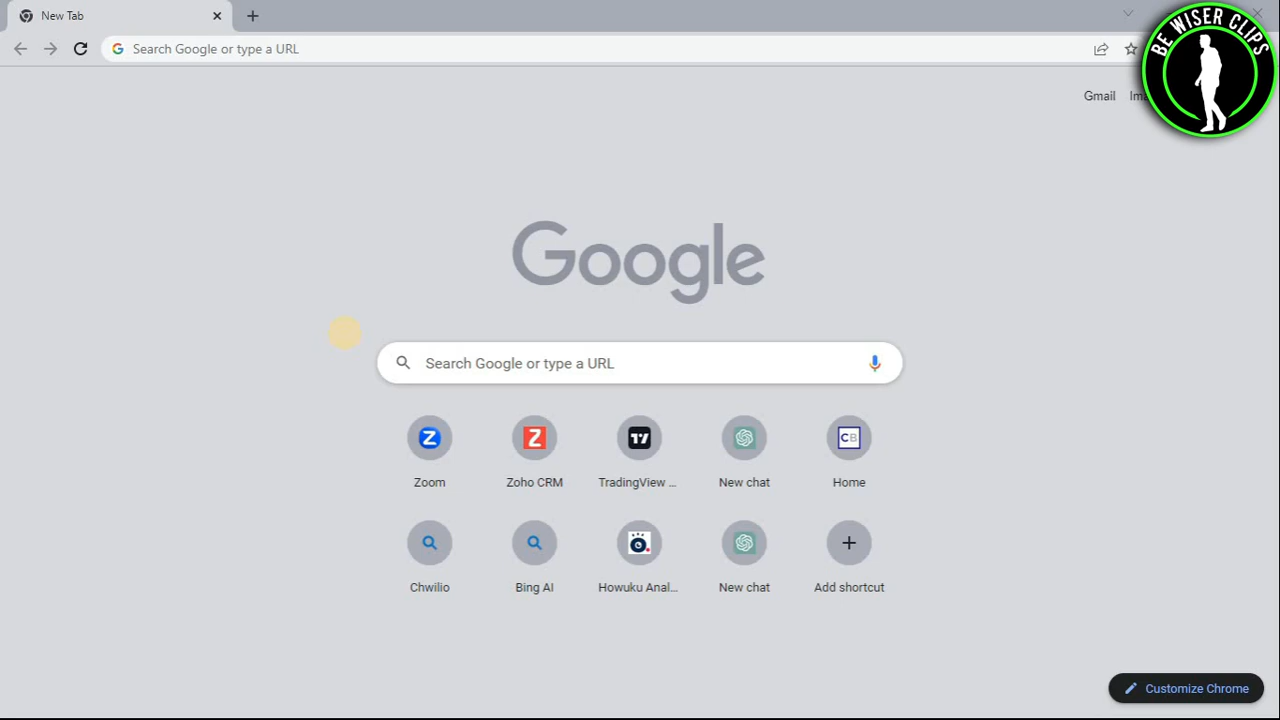 New Tab
Search Google or type a URL
BE WISER CLIPS
Gmail
Google
Search Google or type a URL
Z
Z
TV
CB
Zoom
Zoho CRM
TradingView ...
New chat
Home
Chwilio
Bing AI
Howuku Anal...
New chat
Add shortcut
Customize Chrome